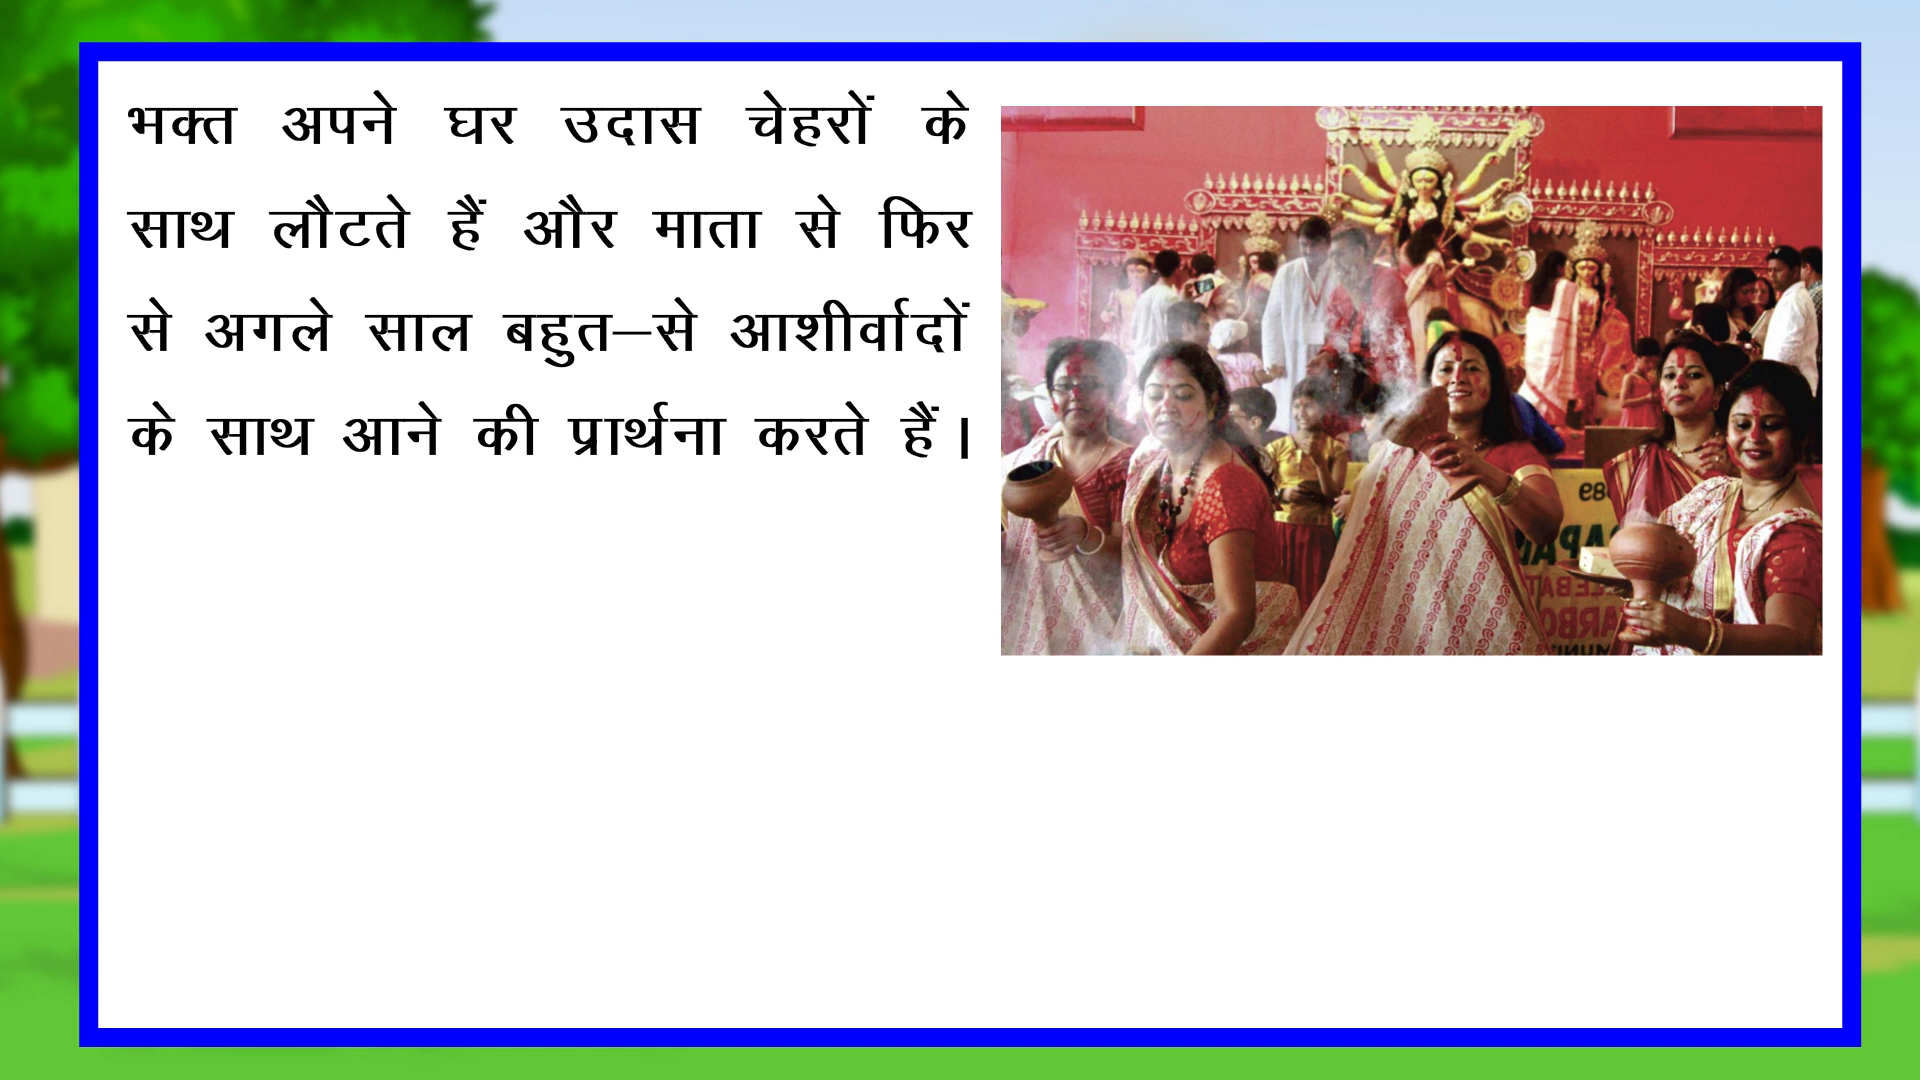 भक्त अपने घर उदास चेहरों के
साथ लौटते हैं और माता से फिर
से अगले साल बहुत–से आशीर्वादों
के साथ आने की प्रार्थना करते हैं।